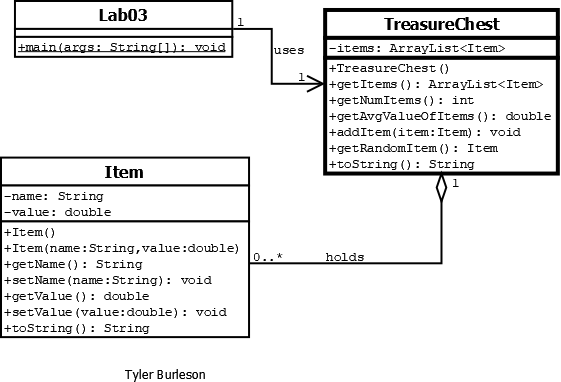 Lab03
+main(args: String[]): void
1
uses
1
TreasureChest
-items: ArrayList<Item>
+TreasureChest()
+getItems(): ArrayList<Item>
+getNumItems(): int
+getAvgValueOfItems(): double
+addItem(item:Item): void
+getRandomItem(): Item
+toString(): String
1
Item
-name: String
-value: double
+Item()
+Item(name:String,value:double)
+getName(): String
+setName(name:String): void
+getValue(): double
+setValue(value:double): void
+toString(): String
0..*
holds
Tyler Burleson